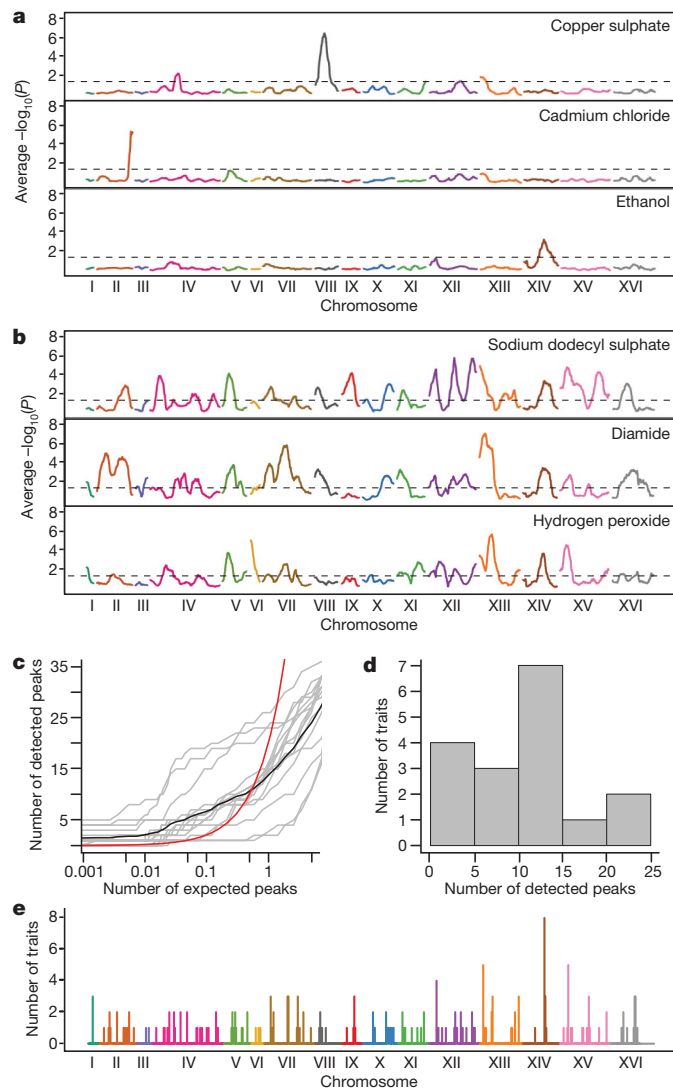 a
Copper sulphate
8
6
4
2
Cadmium chloride
8
6
4
2
Ethanol
8
6
4
2
Average –log10(P)
I II III IV V VI VII VIII IX X XI XII XIII XIV XV XVI
Chromosome
b
Sodium dodecyl sulphate
8
6
4
2
Diamide
8
6
4
2
Hydrogen peroxide
8
6
4
2
Average –log10(P)
I II III IV V VI VII VIII IX X XI XII XIII XIV XV XVI
Chromosome
c
35
25
15
5
Number of detected peaks
0.001 0.01 0.1 1
Number of expected peaks
d
7
6
5
4
3
2
1
0
Number of traits
0 5 10 15 20 25
Number of detected peaks
e
8
6
4
2
0
Number of traits
I II III IV V VI VII VIII IX X XI XII XIII XIV XV XVI
Chromosome